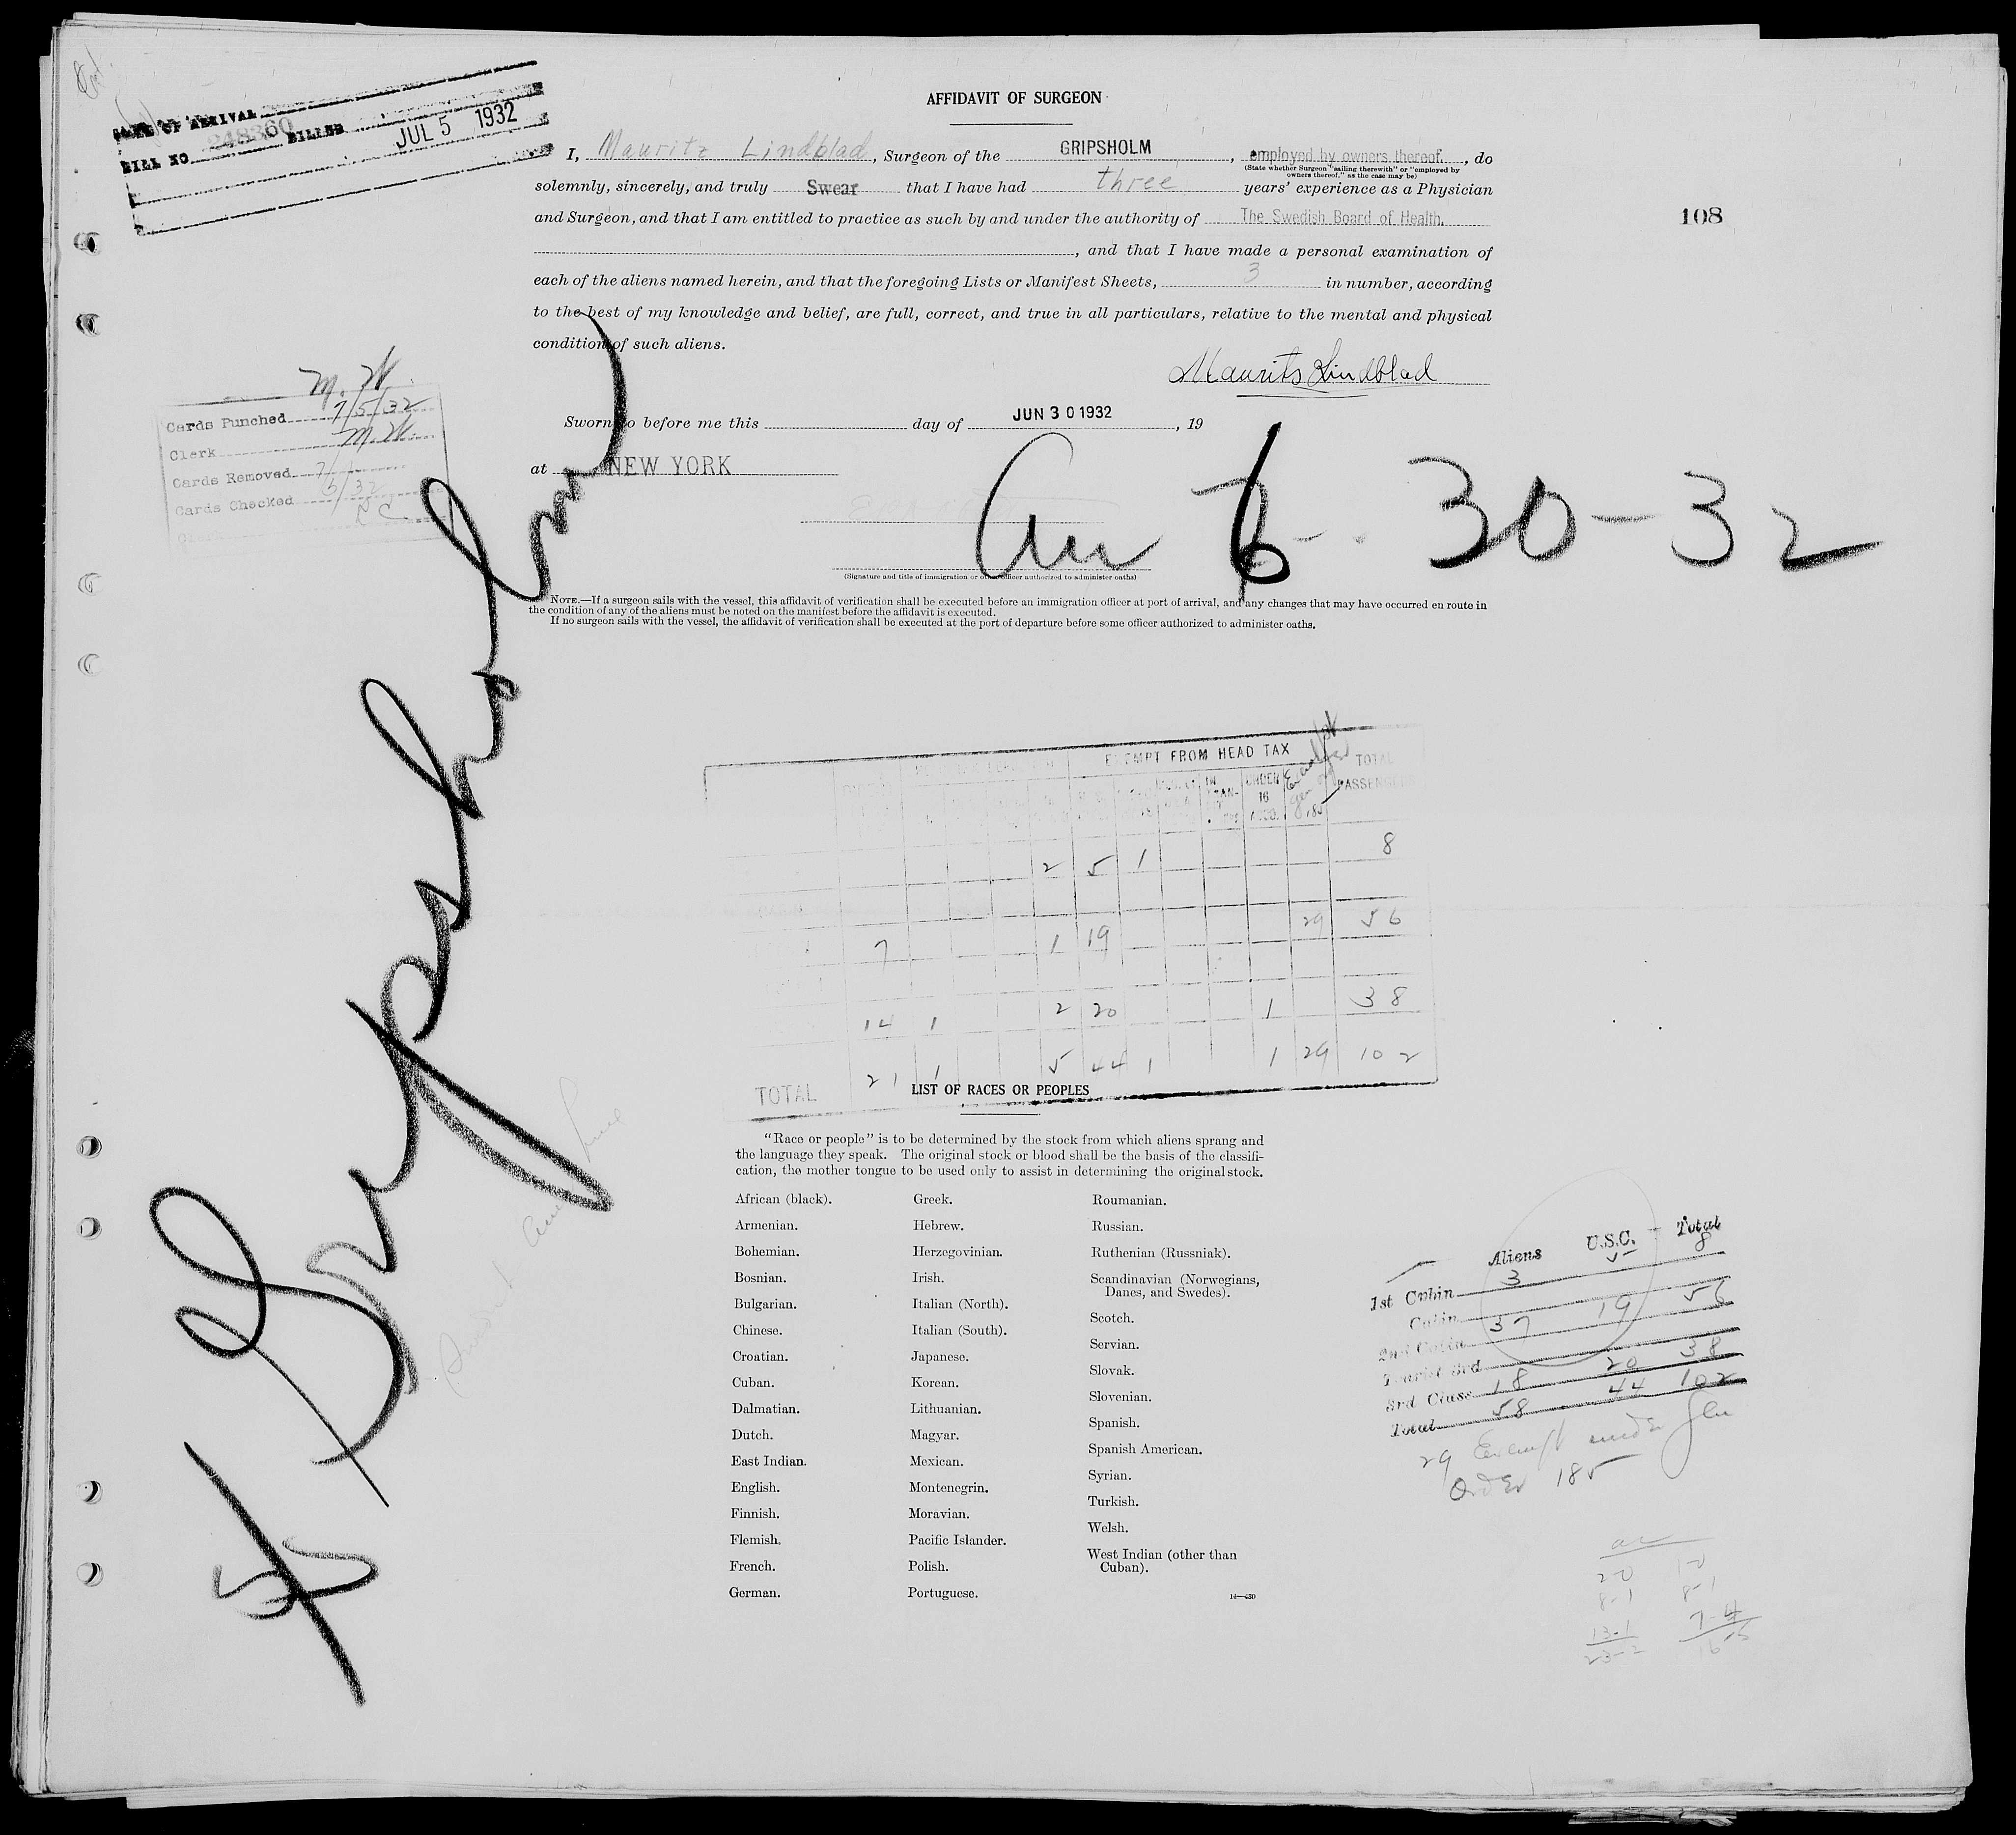 AFFIDAVIT OF SURGEON
OF ARRIVAL
BILL NO. 248360 BILLED JUL 5 1932
I, Mauritz Lindblad, Surgeon of the GRIPSHOLM, employed by owners thereof., do
(State whether Surgeon "sailing therewith" or "employed by
owners thereof," as the case may be)
solemnly, sincerely, and truly Swear that I have had three years' experience as a Physician
and Surgeon, and that I am entitled to practice as such by and under the authority of The Swedish Board of Health.
108
, and that I have made a personal examination of
each of the aliens named herein, and that the foregoing Lists or Manifest Sheets, 3 in number, according
to the best of my knowledge and belief, are full, correct, and true in all particulars, relative to the mental and physical
condition of such aliens.
Maurits Lindblad
M. W.
Cards Punched 7/5/32
Clerk M. W.
Cards Removed 7/
Cards Checked 5/32
Sworn to before me this day of JUN 30 1932, 19
at NEW YORK
6-30-32
(Signature and title of immigration or other officer authorized to administer oaths)
NOTE.—If a surgeon sails with the vessel, this affidavit of verification shall be executed before an immigration officer at port of arrival, and any changes that may have occurred en route in
the condition of any of the aliens must be noted on the manifest before the affidavit is executed.
If no surgeon sails with the vessel, the affidavit of verification shall be executed at the port of departure before some officer authorized to administer oaths.
Gripsholm
EXEMPT FROM HEAD TAX
TOTAL
PASSENGERS
IN
UNDER
16
185
2 5 1 8
7 1 19 29 56
14 1 2 20 1 38
TOTAL 21 1 5 44 1 1 29 102
LIST OF RACES OR PEOPLES
"Race or people" is to be determined by the stock from which aliens sprang and
the language they speak. The original stock or blood shall be the basis of the classifi-
cation, the mother tongue to be used only to assist in determining the original stock.
African (black).
Armenian.
Bohemian.
Bosnian.
Bulgarian.
Chinese.
Croatian.
Cuban.
Dalmatian.
Dutch.
East Indian.
English.
Finnish.
Flemish.
French.
German.
Greek.
Hebrew.
Herzegovinian.
Irish.
Italian (North).
Italian (South).
Japanese.
Korean.
Lithuanian.
Magyar.
Mexican.
Montenegrin.
Moravian.
Pacific Islander.
Polish.
Portuguese.
Roumanian.
Russian.
Ruthenian (Russniak).
Scandinavian (Norwegians,
Danes, and Swedes).
Scotch.
Servian.
Slovak.
Slovenian.
Spanish.
Spanish American.
Syrian.
Turkish.
Welsh.
West Indian (other than
Cuban).
Aliens U.S.C. Total
1st Cabin 3 5 8
Cabin 37 19 56
2nd Cabin
Tourist 3rd
3rd Class 18 20 38
Total 58 44 102
29 Exempt under Gen
Order 185